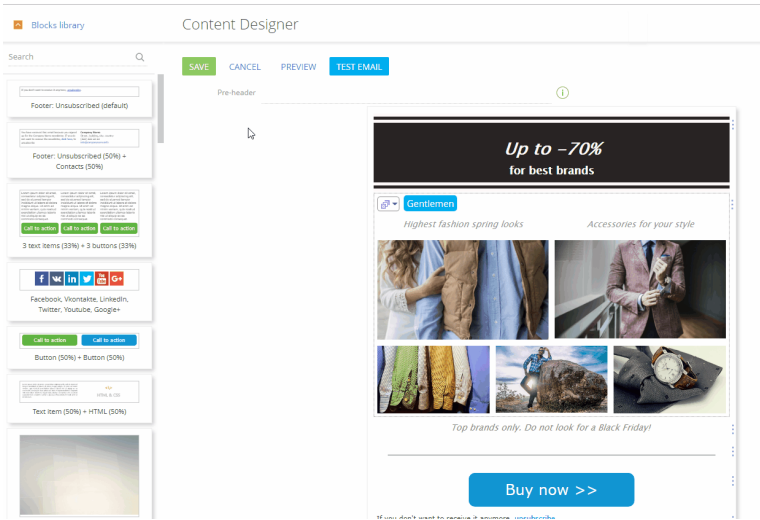 Blocks library
Content Designer
Search
SAVE
CANCEL
PREVIEW
TEST EMAIL
Pre-header
Footer: Unsubscribed (default)
Footer: Unsubscribed (50%) +
Contacts (50%)
Call to action
Call to action
Call to action
3 text items (33%) + 3 buttons (33%)
Facebook, Vkontakte, LinkedIn,
Twitter, Youtube, Google+
Call to action
Call to action
Button (50%) + Button (50%)
HTML & CSS
Text item (50%) + HTML (50%)
Up to –70%
for best brands
Gentlemen
Highest fashion spring looks
Accessories for your style
Top brands only. Do not look for a Black Friday!
Buy now >>
If you don't want to receive it anymore, unsubscribe